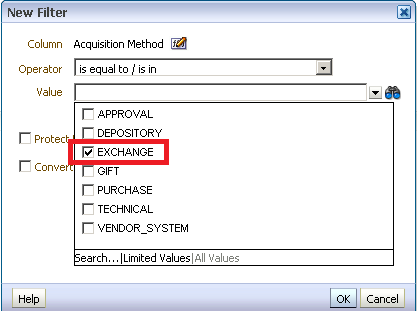 New Filter
Column Acquisition Method
Operator is equal to / is in
Value
APPROVAL
DEPOSITORY
Protect
EXCHANGE
Convert
GIFT
PURCHASE
TECHNICAL
VENDOR_SYSTEM
Search...|Limited Values|All Values
Help OK Cancel